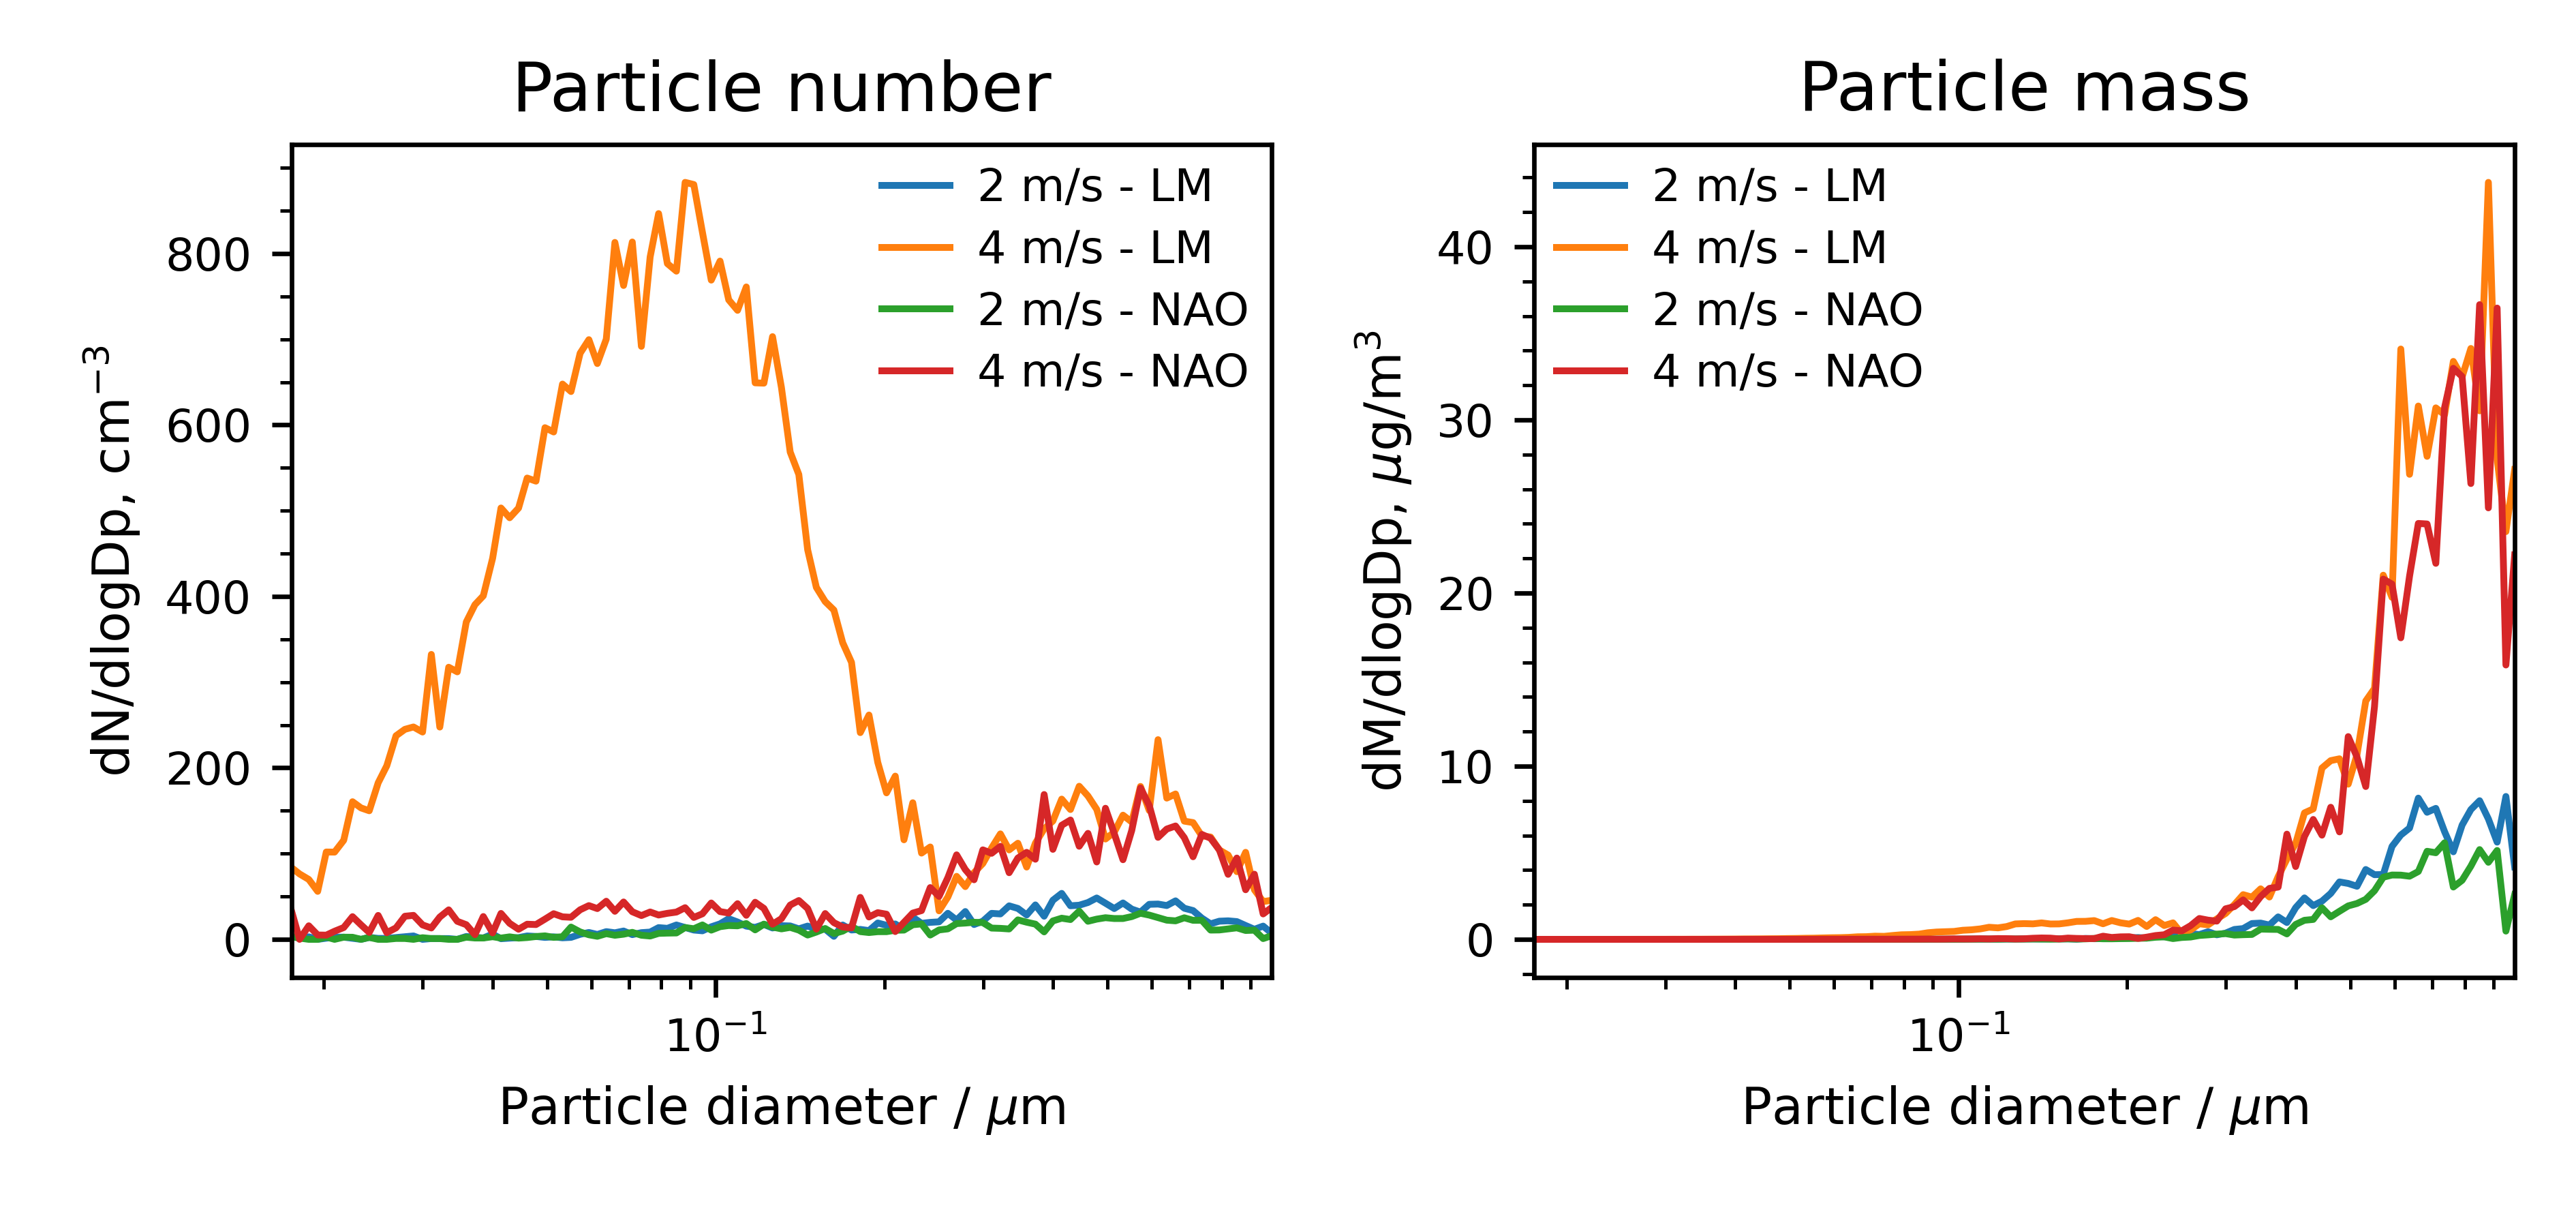 Particle number
dN/dlogDp, cm⁻³
800
600
400
200
0
2 m/s - LM
4 m/s - LM
2 m/s - NAO
4 m/s - NAO
10⁻¹
Particle diameter / μm
Particle mass
dM/dlogDp, μg/m³
40
30
20
10
0
2 m/s - LM
4 m/s - LM
2 m/s - NAO
4 m/s - NAO
10⁻¹
Particle diameter / μm